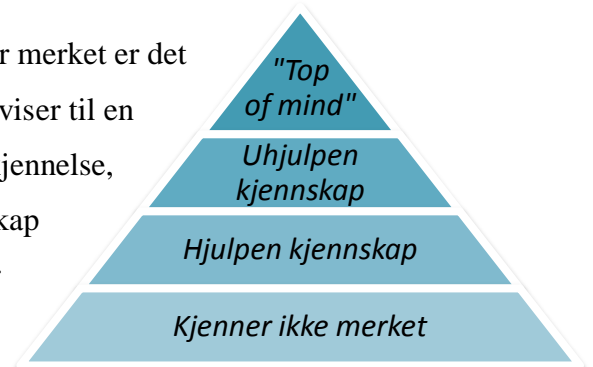 r merket er det
viser til en
jennelse,
kap
"Top
of mind"
Uhjulpen
kjennskap
Hjulpen kjennskap
Kjenner ikke merket